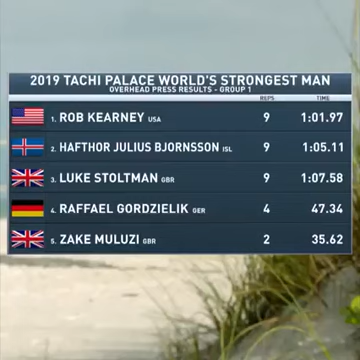 2019 TACHI PALACE WORLD'S STRONGEST MAN
OVERHEAD PRESS RESULTS - GROUP 1
REPS TIME
1. ROB KEARNEY USA 9 1:01.97
2. HAFTHOR JULIUS BJORNSSON ISL 9 1:05.11
3. LUKE STOLTMAN GBR 9 1:07.58
4. RAFFAEL GORDZIELIK GER 4 47.34
5. ZAKE MULUZI GBR 2 35.62